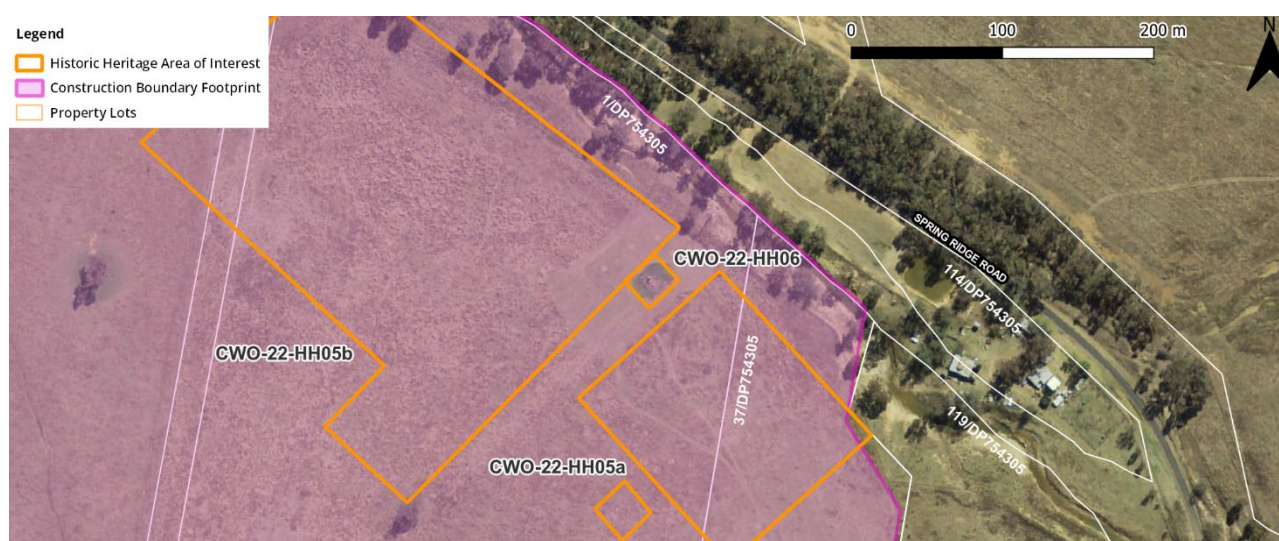 Legend
Historic Heritage Area of Interest
Construction Boundary Footprint
Property Lots
0 100 200 m
N
1/DP754305
SPRING RIDGE ROAD
CWO-22-HH06
114/DP754305
CWO-22-HH05b
37/DP754305
119/DP754305
CWO-22-HH05a